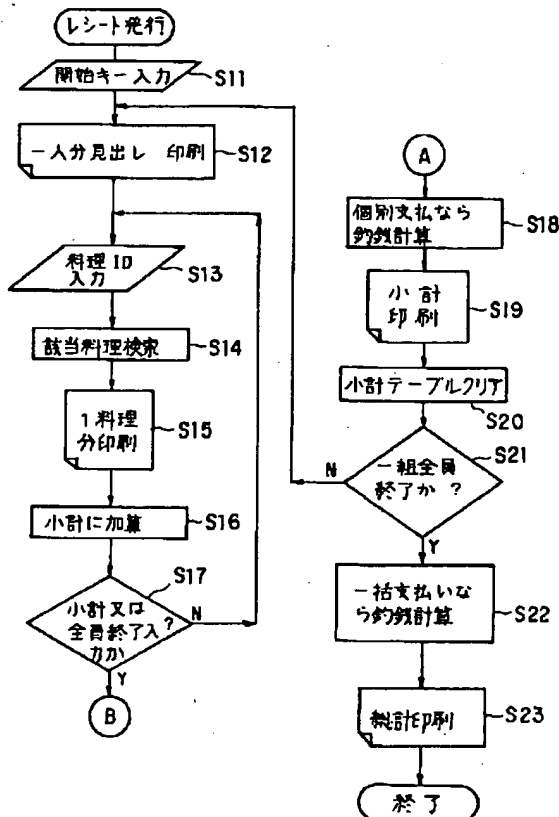 レシート発行
開始キー入力
S11
一人分見出し 印刷
S12
料理ID
入力
S13
該当料理検索
S14
1料理
分印刷
S15
小計に加算
S16
S17
小計又は
全員終了入
力か?
N
Y
B
A
個別支払なら
釣銭計算
S18
小計
印刷
S19
小計テーブルクリア
S20
S21
一組全員
終了か?
N
Y
一括支払いな
ら釣銭計算
S22
総計印刷
S23
終了